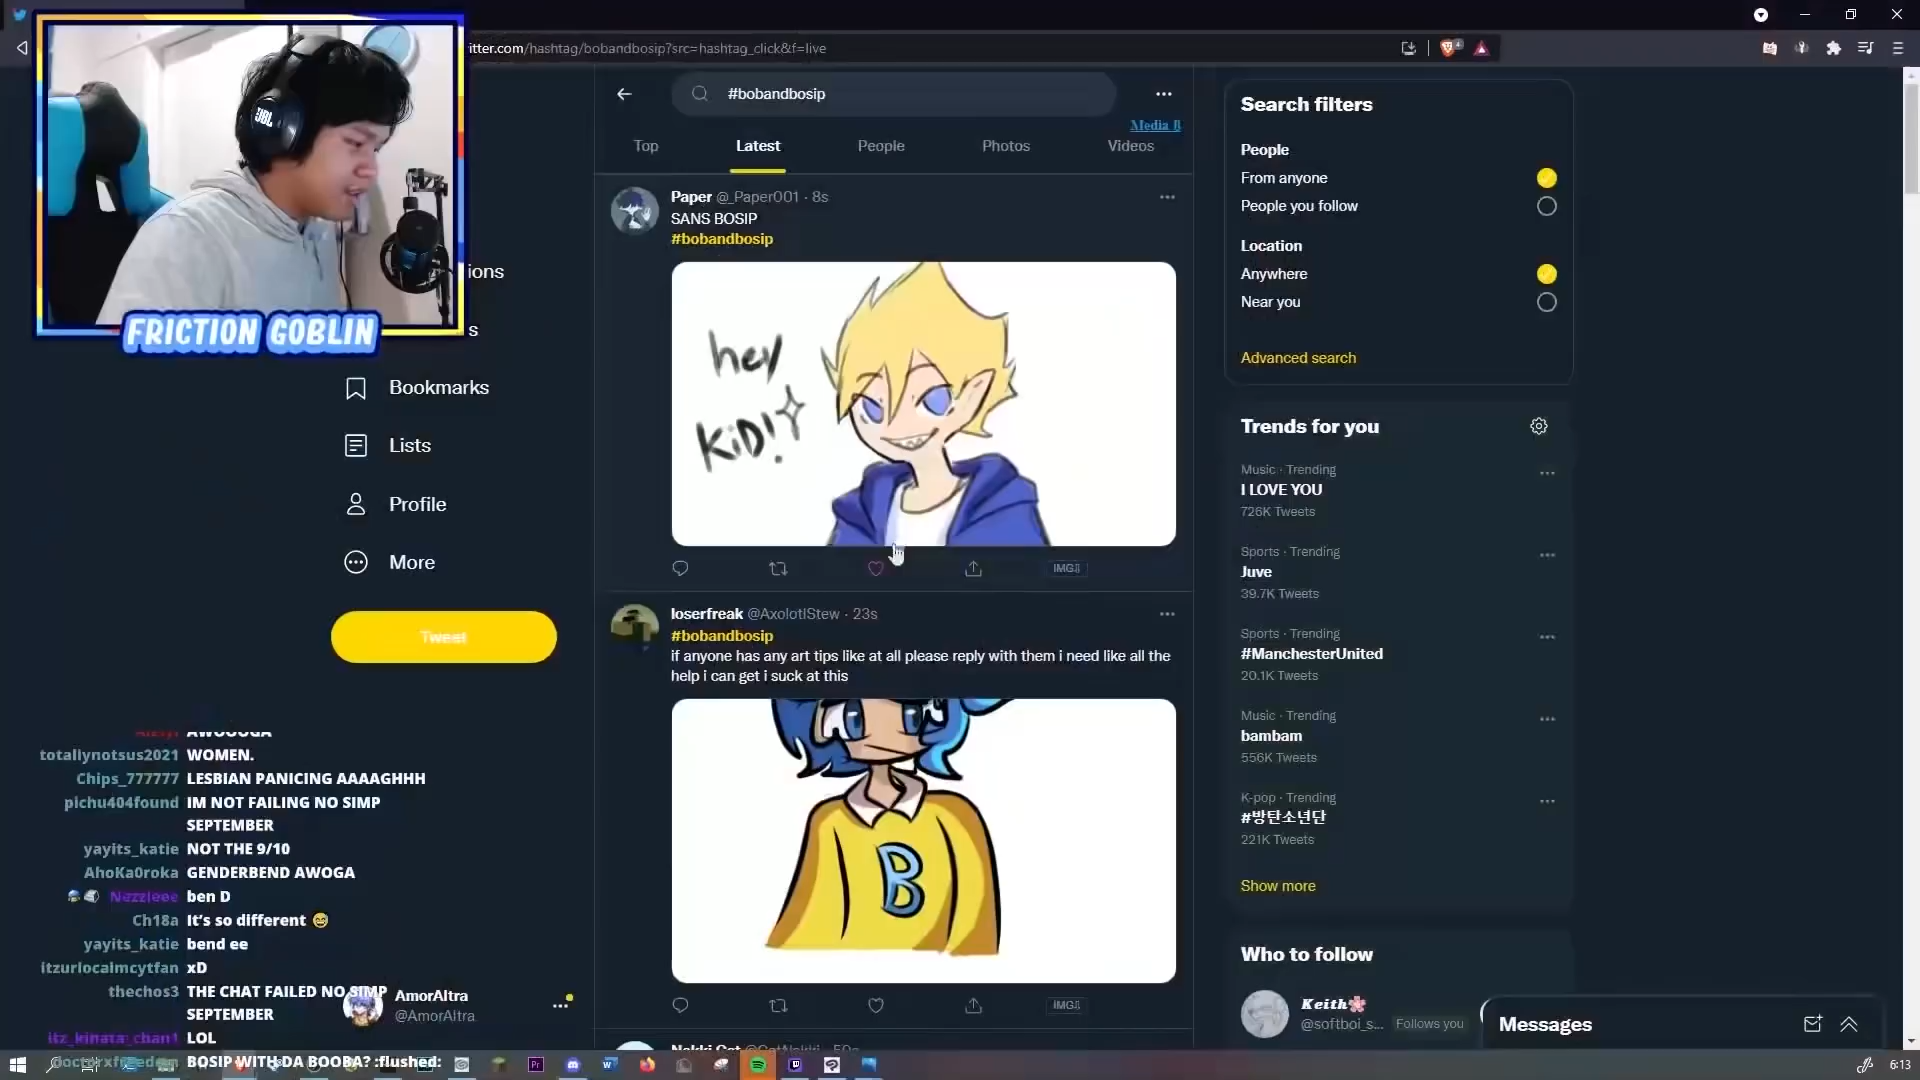 itter.com/hashtag/bobandbosip?src=hashtag_click&f=live
JBL
FRICTION GOBLIN
ions
s
Bookmarks
Lists
Profile
More
Tweet
totallynotsus2021 WOMEN.
Chips_777777 LESBIAN PANICING AAAAGHHH
pichu404found IM NOT FAILING NO SIMP
SEPTEMBER
yayits_katie NOT THE 9/10
AhoKa0roka GENDERBEND AWOGA
Nezzleee ben D
Ch18a It's so different 😅
yayits_katie bend ee
itzurlocalmcytfan xD
thechos3 THE CHAT FAILED NO SIMP
SEPTEMBER
itz_kinata_chan1 LOL
BOSIP WITH DA BOOBA? :flushed:
AmorAltra
@AmorAltra
#bobandbosip
Media
Top
Latest
People
Photos
Videos
Paper @_Paper001 · 8s
SANS BOSIP
#bobandbosip
hey
KiD!
IMG
loserfreak @AxolotlStew · 23s
#bobandbosip
if anyone has any art tips like at all please reply with them i need like all the
help i can get i suck at this
B
IMG
Search filters
People
From anyone
People you follow
Location
Anywhere
Near you
Advanced search
Trends for you
Music · Trending
I LOVE YOU
726K Tweets
Sports · Trending
Juve
39.7K Tweets
Sports · Trending
#ManchesterUnited
20.1K Tweets
Music · Trending
bambam
556K Tweets
K-pop · Trending
#방탄소년단
221K Tweets
Show more
Who to follow
Keith🌸
@softboi_s... Follows you
Messages
Pr
6:13